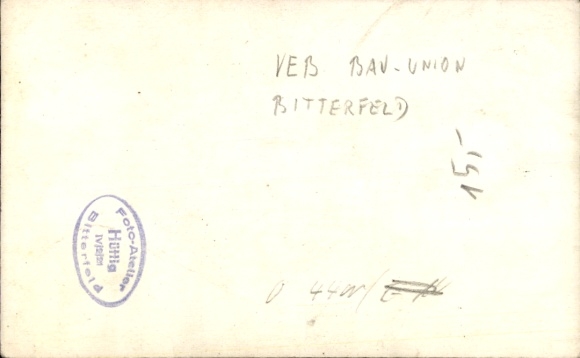 VEB BAU-UNION
BITTERFELD
15,-
Foto-Atelier
Hüttig
Bitterfeld